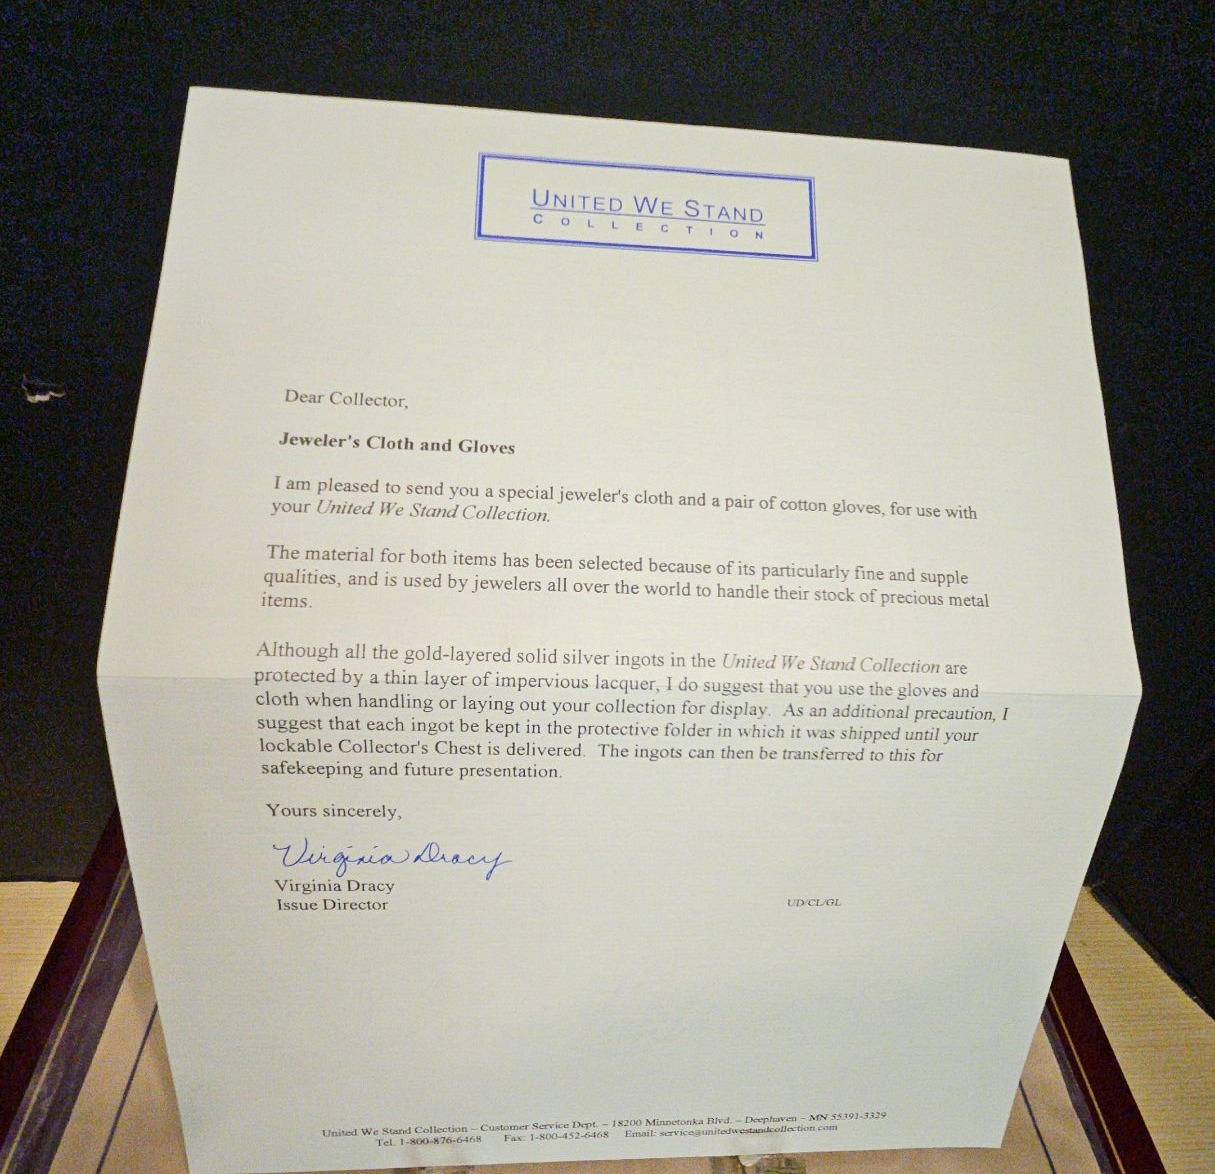 UNITED WE STAND
COLLECTION
Dear Collector,
Jeweler's Cloth and Gloves
I am pleased to send you a special jeweler's cloth and a pair of cotton gloves, for use with
your United We Stand Collection.
The material for both items has been selected because of its particularly fine and supple
qualities, and is used by jewelers all over the world to handle their stock of precious metal
items.
Although all the gold-layered solid silver ingots in the United We Stand Collection are
protected by a thin layer of impervious lacquer, I do suggest that you use the gloves and
cloth when handling or laying out your collection for display. As an additional precaution, I
suggest that each ingot be kept in the protective folder in which it was shipped until your
lockable Collector's Chest is delivered. The ingots can then be transferred to this for
safekeeping and future presentation.
Yours sincerely,
Virginia Dracy
Virginia Dracy
Issue Director
UD/CL/GL
United We Stand Collection – Customer Service Dept. – 18200 Minnetonka Blvd. – Deephaven – MN 55391-3329
Tel. 1-800-876-6468 Fax: 1-800-452-6468 Email: service@unitedwestandcollection.com